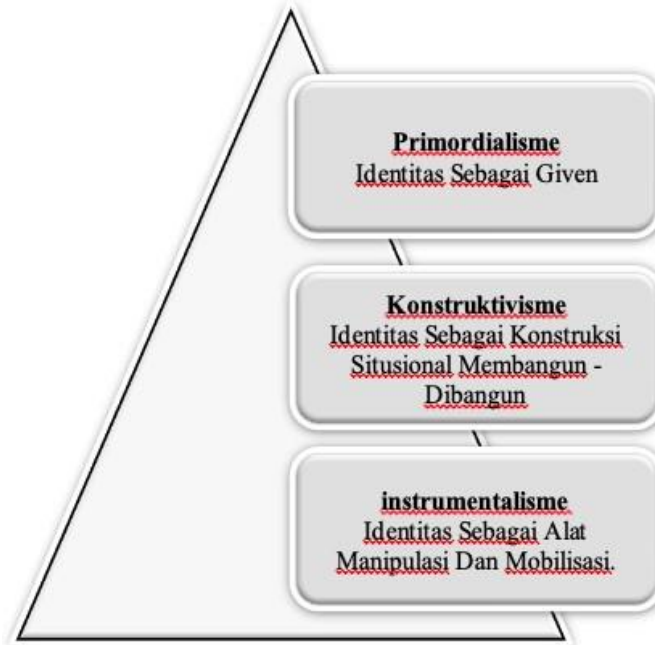 Primordialisme
Identitas Sebagai Given
Konstruktivisme
Identitas Sebagai Konstruksi
Situsional Membangun -
Dibangun
instrumentalisme
Identitas Sebagai Alat
Manipulasi Dan Mobilisasi.